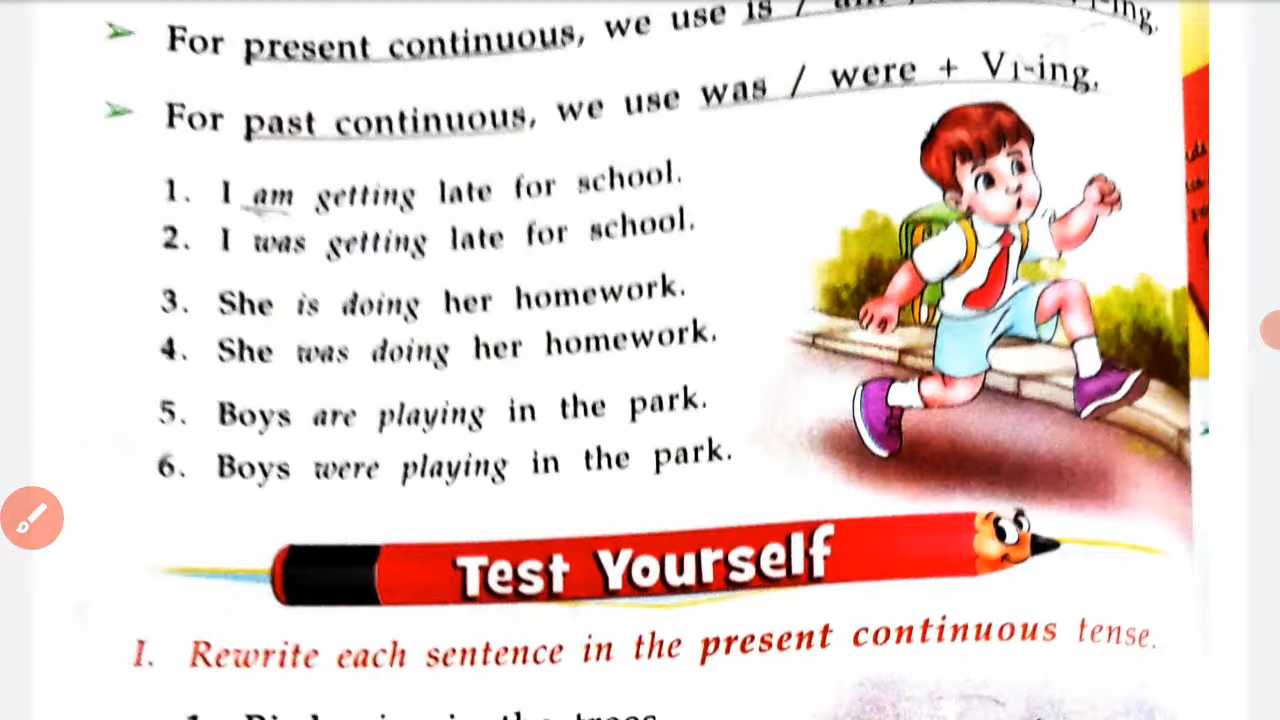 ➢ For present continuous, we use is / am
➢ For past continuous, we use was / were + V1-ing.
1. I am getting late for school.
2. I was getting late for school.
3. She is doing her homework.
4. She was doing her homework.
5. Boys are playing in the park.
6. Boys were playing in the park.
Test Yourself
I. Rewrite each sentence in the present continuous tense.